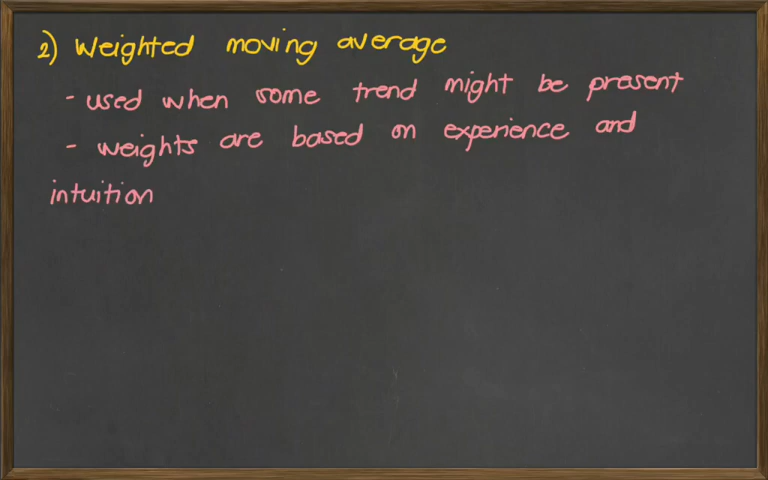 2) Weighted moving average
- used when some trend might be present
- weights are based on experience and
intuition